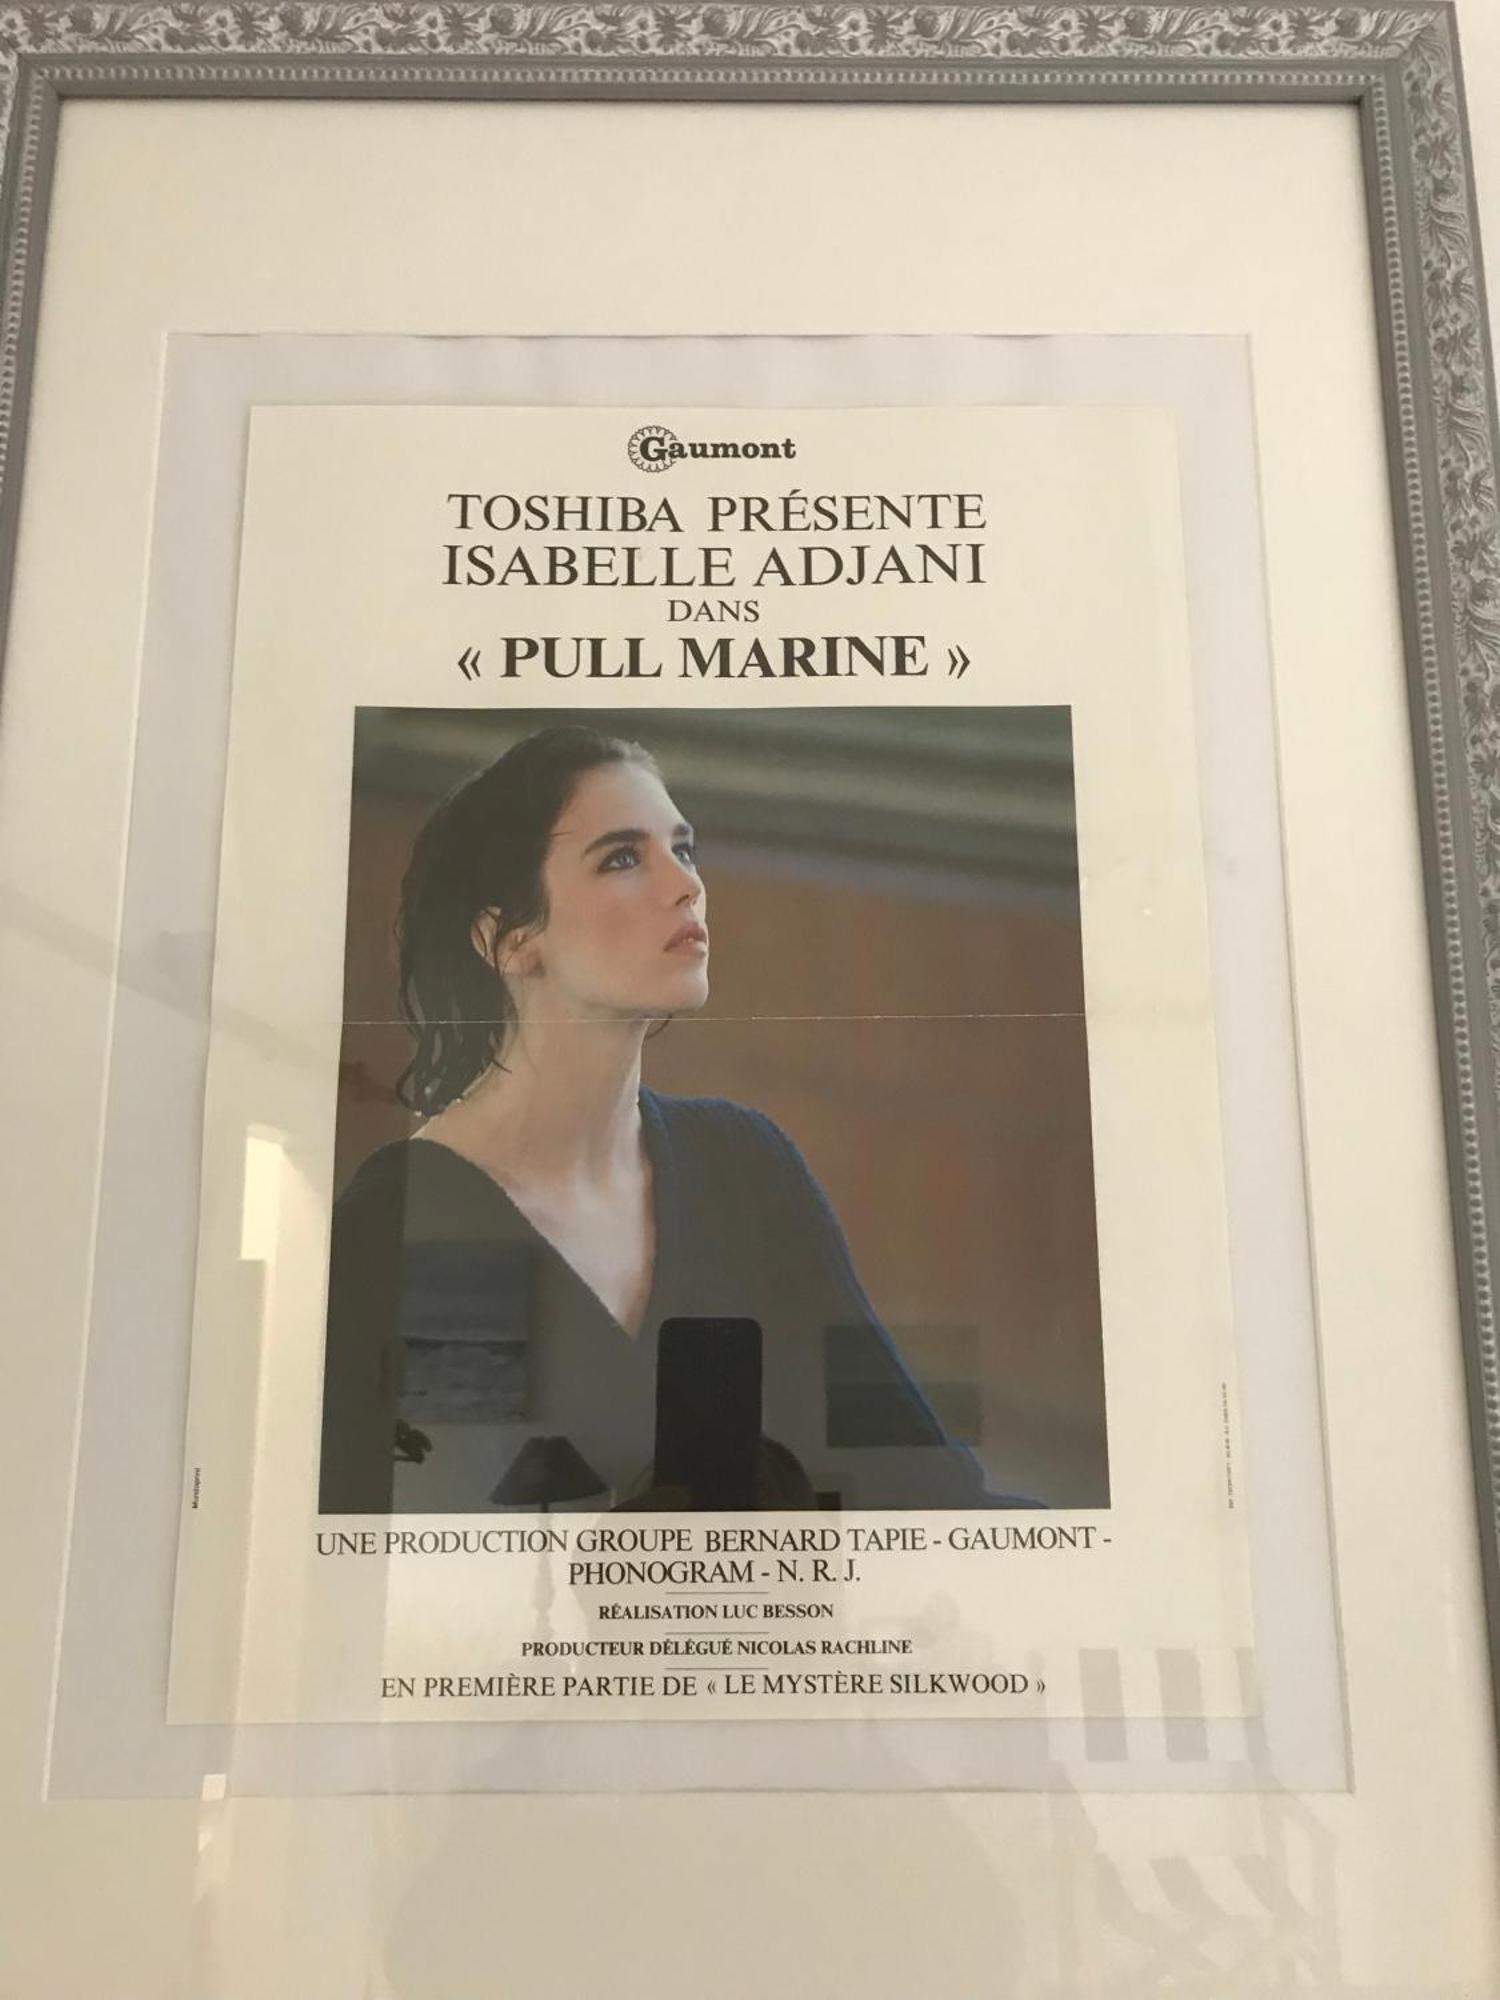 Gaumont
TOSHIBA PRÉSENTE
ISABELLE ADJANI
DANS
« PULL MARINE »
UNE PRODUCTION GROUPE BERNARD TAPIE - GAUMONT -
PHONOGRAM - N. R. J.
RÉALISATION LUC BESSON
PRODUCTEUR DÉLÉGUÉ NICOLAS RACHLINE
EN PREMIÈRE PARTIE DE « LE MYSTÈRE SILKWOOD »